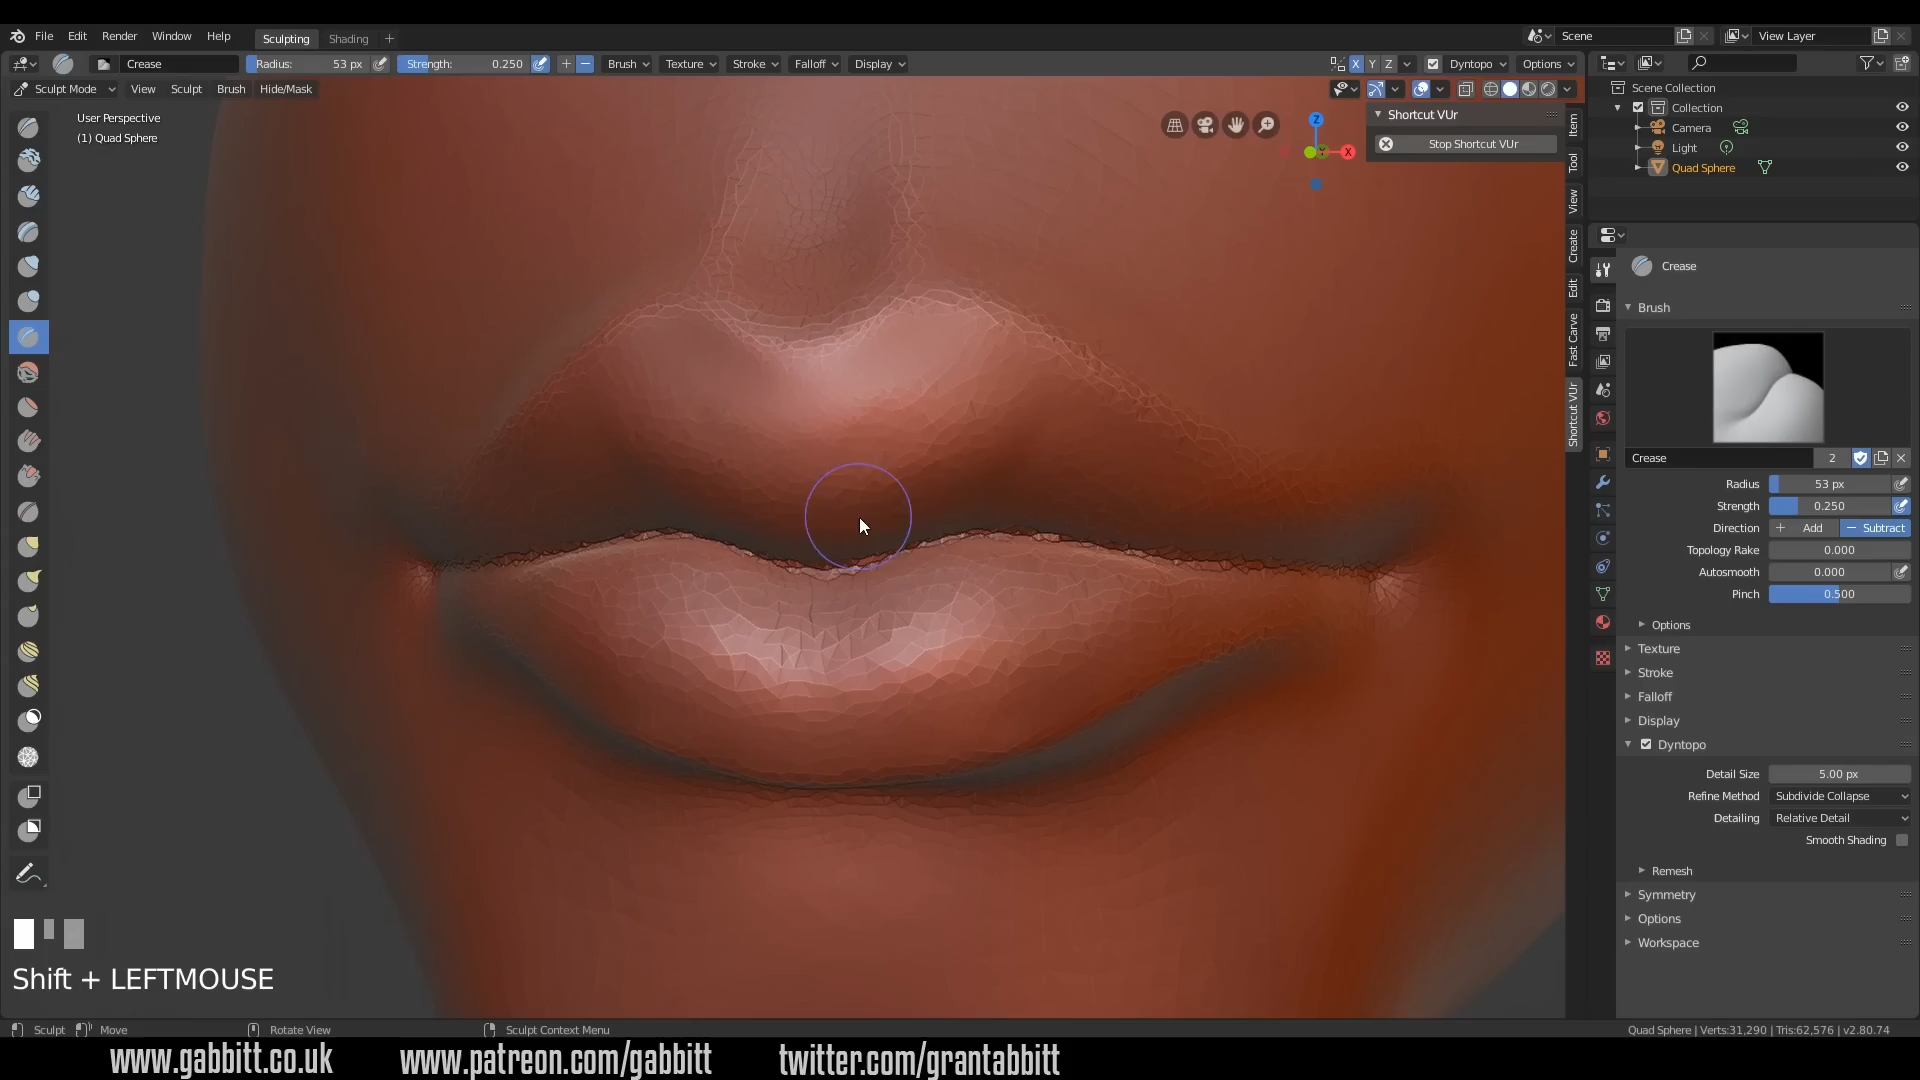 File Edit Render Window Help Sculpting Shading + Scene View Layer
Crease Radius: 53 px Strength: 0.250 Brush Texture Stroke Falloff Display X Y Z Dyntopo Options
Sculpt Mode View Sculpt Brush Hide/Mask
User Perspective
(1) Quad Sphere
Z
X
Shortcut VUr
Stop Shortcut VUr
Item
Tool
View
Create
Edit
Fast Carve
Shortcut VUr
Scene Collection
Collection
Camera
Light
Quad Sphere
Crease
Brush
Crease 2
Radius 53 px
Strength 0.250
Direction Add Subtract
Topology Rake 0.000
Autosmooth 0.000
Pinch 0.500
Options
Texture
Stroke
Falloff
Display
Dyntopo
Detail Size 5.00 px
Refine Method Subdivide Collapse
Detailing Relative Detail
Smooth Shading
Remesh
Symmetry
Options
Workspace
Shift + LEFTMOUSE
Sculpt Move Rotate View Sculpt Context Menu Quad Sphere | Verts:31,290 | Tris:62,576 | v2.80.74
www.gabbitt.co.uk www.patreon.com/gabbitt twitter.com/grantabbitt